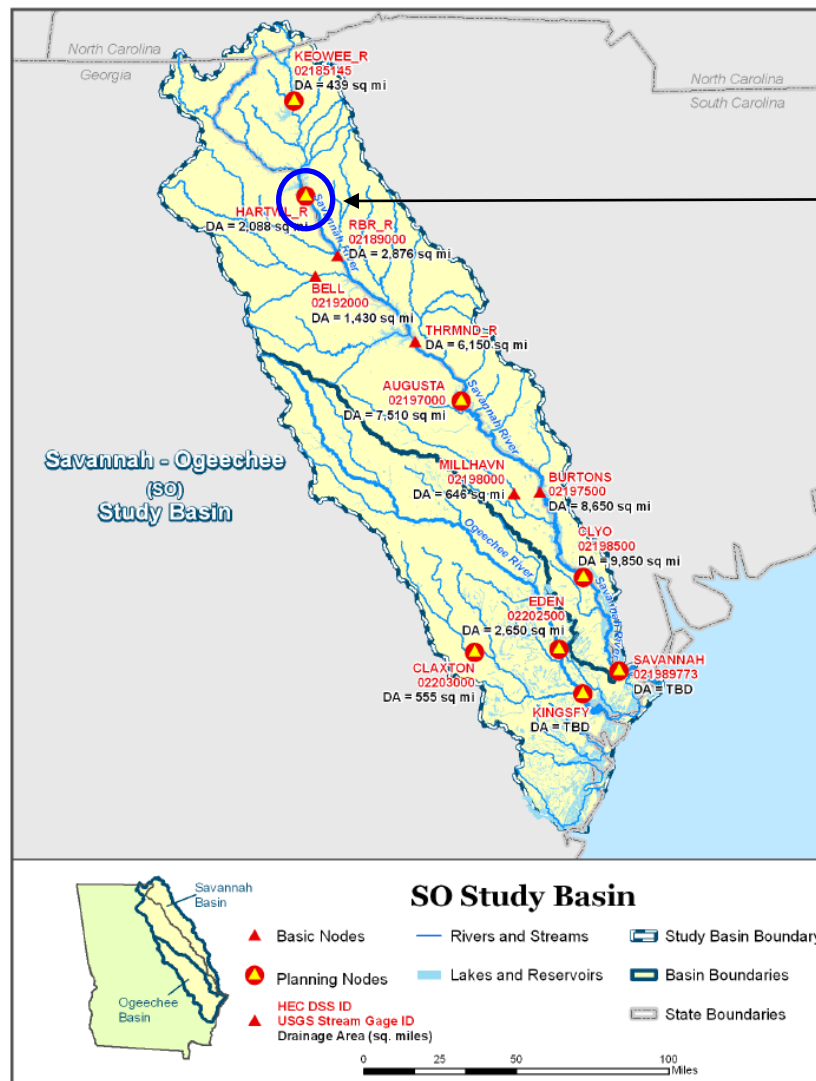 North Carolina
Georgia
KEOWEE_R
02185145
DA = 439 sq mi
North Carolina
South Carolina
HARTWL_R
DA = 2,088 sq mi
Savannah River
RBR_R
02189000
DA = 2,876 sq mi
BELL
02192000
DA = 1,430 sq mi
THRMND_R
DA = 6,150 sq mi
AUGUSTA
02197000
DA = 7,510 sq mi
Savannah River
Savannah - Ogeechee
(SO)
Study Basin
MILLHAVN
02198000
DA = 646 sq mi
BURTONS
02197500
DA = 8,650 sq mi
Ogeechee River
CLYO
02198500
DA = 9,850 sq mi
EDEN
02202500
DA = 2,650 sq mi
Savannah River
CLAXTON
02203000
DA = 555 sq mi
SAVANNAH
021989773
DA = TBD
KINGSFY
DA = TBD
Savannah
Basin
Ogeechee
Basin
SO Study Basin
Basic Nodes
Rivers and Streams
Study Basin Boundary
Planning Nodes
Lakes and Reservoirs
Basin Boundaries
HEC DSS ID
USGS Stream Gage ID
Drainage Area (sq. miles)
State Boundaries
0 25 50 100
Miles